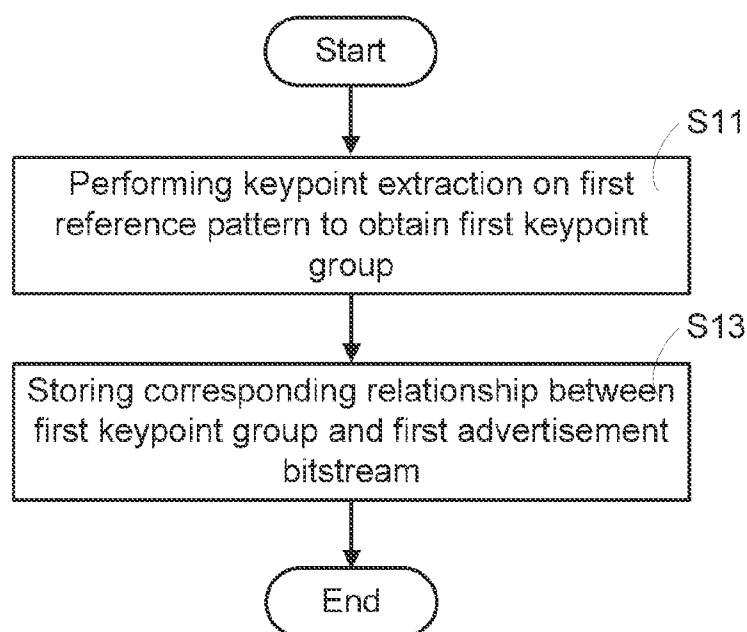 Start
S11
Performing keypoint extraction on first
reference pattern to obtain first keypoint
group
S13
Storing corresponding relationship between
first keypoint group and first advertisement
bitstream
End